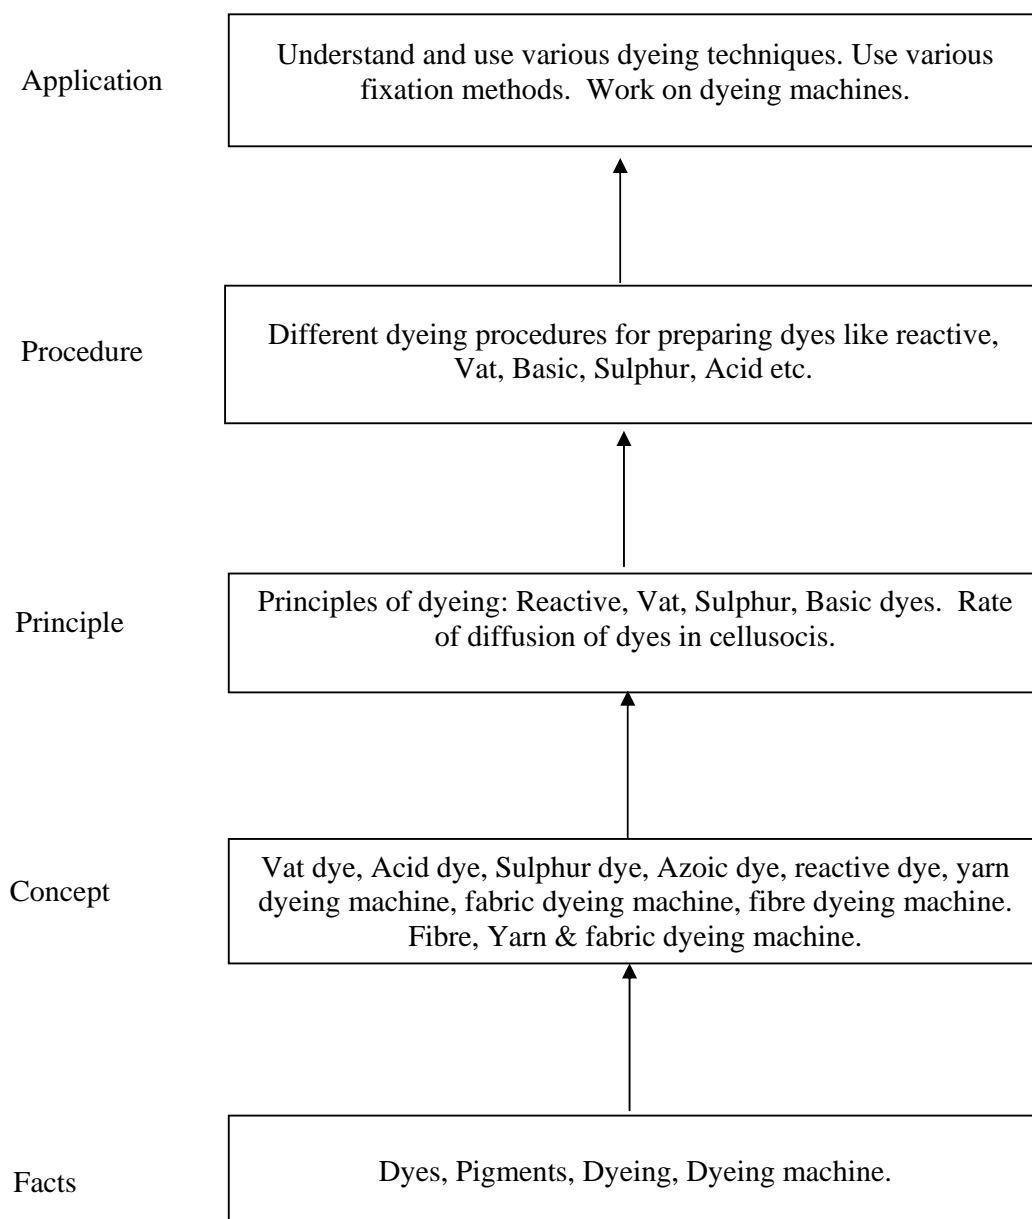 Application
Understand and use various dyeing techniques. Use various
fixation methods.  Work on dyeing machines.
Procedure
Different dyeing procedures for preparing dyes like reactive,
Vat, Basic, Sulphur, Acid etc.
Principle
Principles of dyeing: Reactive, Vat, Sulphur, Basic dyes.  Rate
of diffusion of dyes in cellusocis.
Concept
Vat dye, Acid dye, Sulphur dye, Azoic dye, reactive dye, yarn
dyeing machine, fabric dyeing machine, fibre dyeing machine.
Fibre, Yarn & fabric dyeing machine.
Facts
Dyes, Pigments, Dyeing, Dyeing machine.